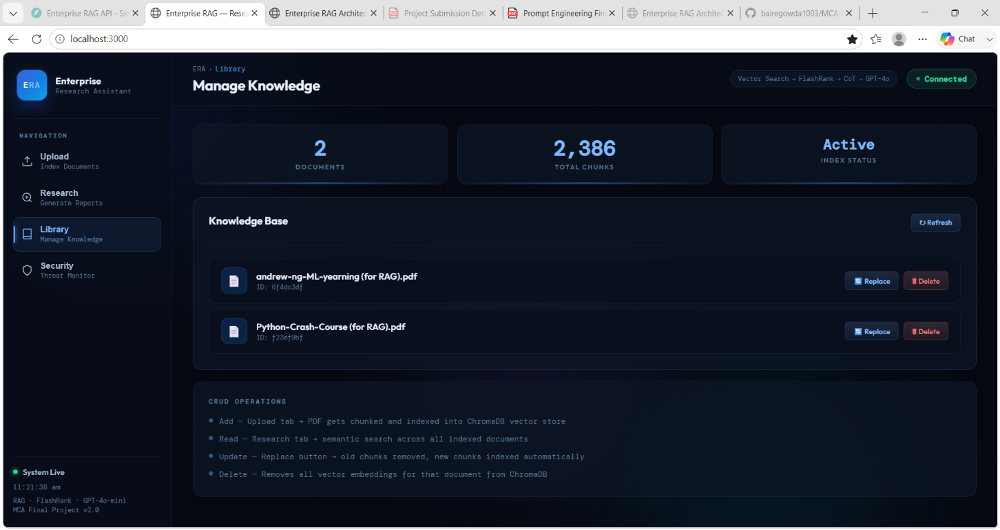 Enterprise RAG API - Sw
Enterprise RAG — Resea
Enterprise RAG Architect
Project Submission Deta
Prompt Engineering Fina
Enterprise RAG Architec
bairegowda1003/MCA-
localhost:3000
Chat
ERA
Enterprise
Research Assistant
NAVIGATION
Upload
Index Documents
Research
Generate Reports
Library
Manage Knowledge
Security
Threat Monitor
System Live
11:21:38 am
RAG · FlashRank · GPT-4o-mini
MCA Final Project v2.0
ERA › Library
Manage Knowledge
Vector Search → FlashRank → CoT → GPT-4o
Connected
2
DOCUMENTS
2,386
TOTAL CHUNKS
Active
INDEX STATUS
Knowledge Base
↻ Refresh
andrew-ng-ML-yearning (for RAG).pdf
ID: 6f4dc3df
Replace
Delete
Python-Crash-Course (for RAG).pdf
ID: f23ef9bf
Replace
Delete
CRUD OPERATIONS
Add — Upload tab → PDF gets chunked and indexed into ChromaDB vector store
Read — Research tab → semantic search across all indexed documents
Update — Replace button → old chunks removed, new chunks indexed automatically
Delete — Removes all vector embeddings for that document from ChromaDB